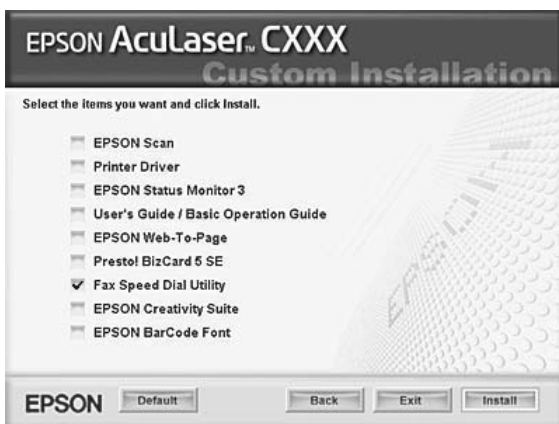 EPSON AcuLaser™ CXXX
Custom Installation
Select the items you want and click Install.
EPSON Scan
Printer Driver
EPSON Status Monitor 3
User's Guide / Basic Operation Guide
EPSON Web-To-Page
Presto! BizCard 5 SE
Fax Speed Dial Utility
EPSON Creativity Suite
EPSON BarCode Font
EPSON
EPSON Default Back Exit Install